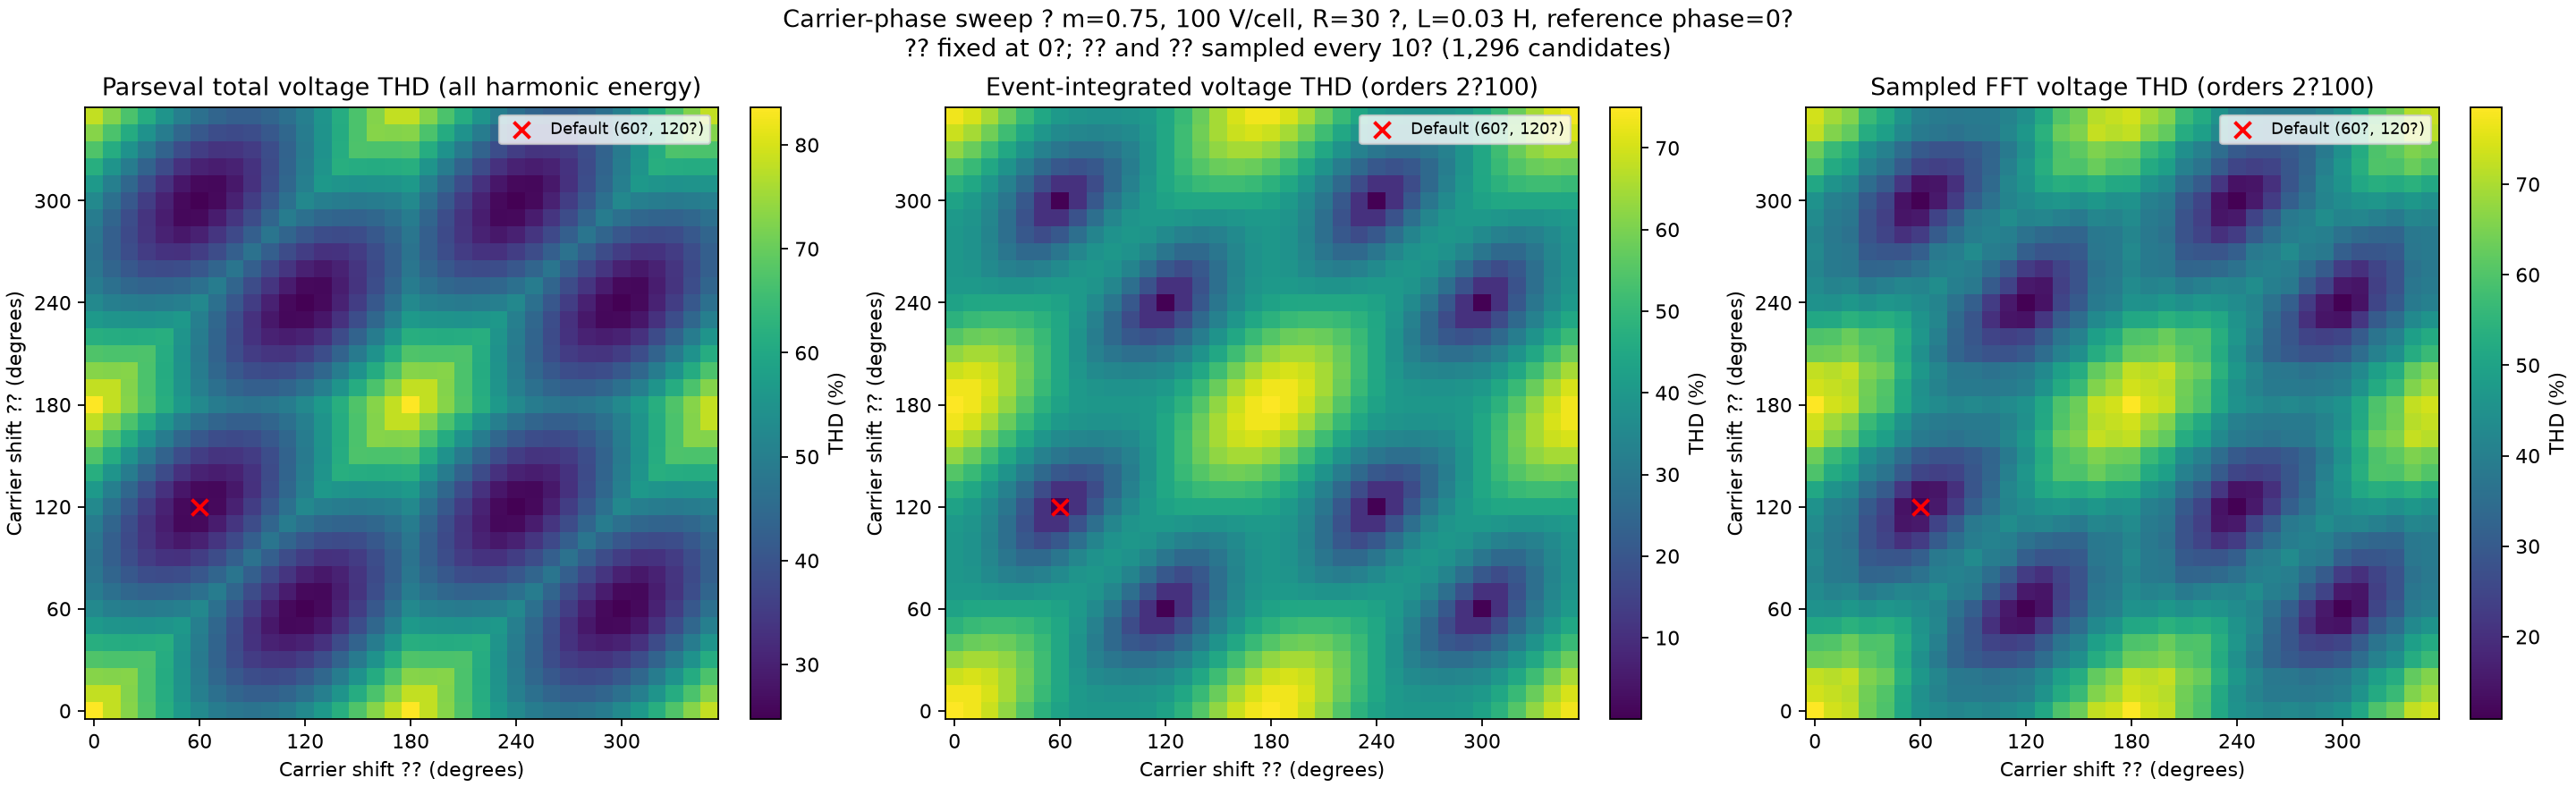 Carrier-phase sweep ? m=0.75, 100 V/cell, R=30 ?, L=0.03 H, reference phase=0?
?? fixed at 0?; ?? and ?? sampled every 10? (1,296 candidates)
Parseval total voltage THD (all harmonic energy)
Default (60?, 120?)
Carrier shift ?? (degrees)
300
240
180
120
60
0
0 60 120 180 240 300
Carrier shift ?? (degrees)
80
70
60
50
40
30
THD (%)
Event-integrated voltage THD (orders 2?100)
Default (60?, 120?)
Carrier shift ?? (degrees)
300
240
180
120
60
0
0 60 120 180 240 300
Carrier shift ?? (degrees)
70
60
50
40
30
20
10
THD (%)
Sampled FFT voltage THD (orders 2?100)
Default (60?, 120?)
Carrier shift ?? (degrees)
300
240
180
120
60
0
0 60 120 180 240 300
Carrier shift ?? (degrees)
70
60
50
40
30
20
THD (%)